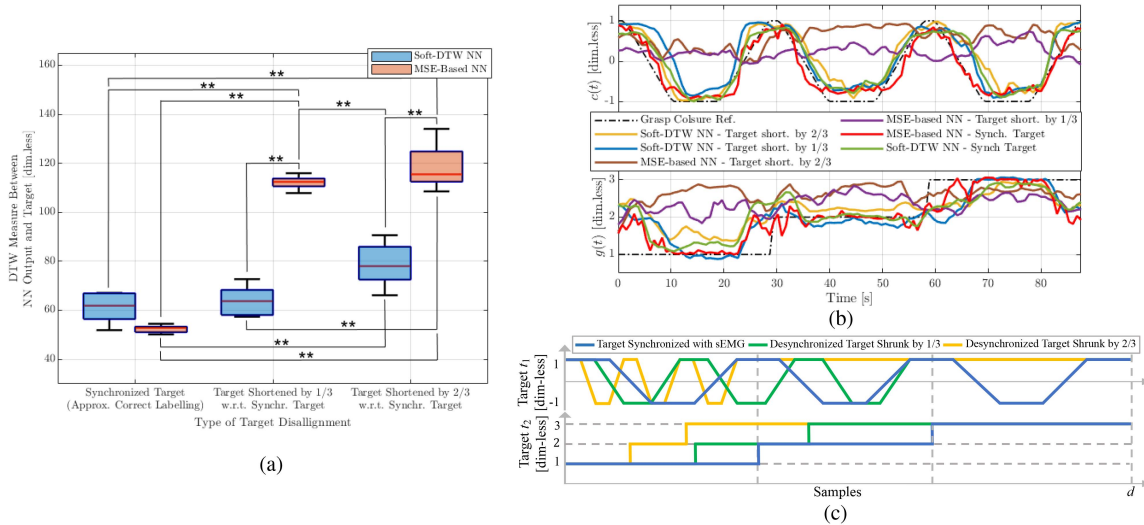 Soft-DTW NN
MSE-Based NN
160
140
120
100
80
60
40
DTW Measure Between
NN Output and Target [dim.less]
**
**
**
**
**
**
**
**
Synchronized Target
(Approx. Correct Labelling)
Target Shortened by 1/3
w.r.t. Synchr. Target
Target Shortened by 2/3
w.r.t. Synchr. Target
Type of Target Disallignment
(a)
c(t) [dim.less]
1
0
-1
Grasp Colsure Ref.
Soft-DTW NN - Target short. by 2/3
Soft-DTW NN - Target short. by 1/3
MSE-based NN - Target short. by 2/3
MSE-based NN - Target short. by 1/3
MSE-based NN - Synch. Target
Soft-DTW NN - Synch Target
g(t) [dim.less]
3
2
1
0 10 20 30 40 50 60 70 80
Time [s]
(b)
Target Synchronized with sEMG
Desynchronized Target Shrunk by 1/3
Desynchronized Target Shrunk by 2/3
Target t1
[dim-less]
1
-1
Target t2
[dim-less]
3
2
1
Samples
d
(c)